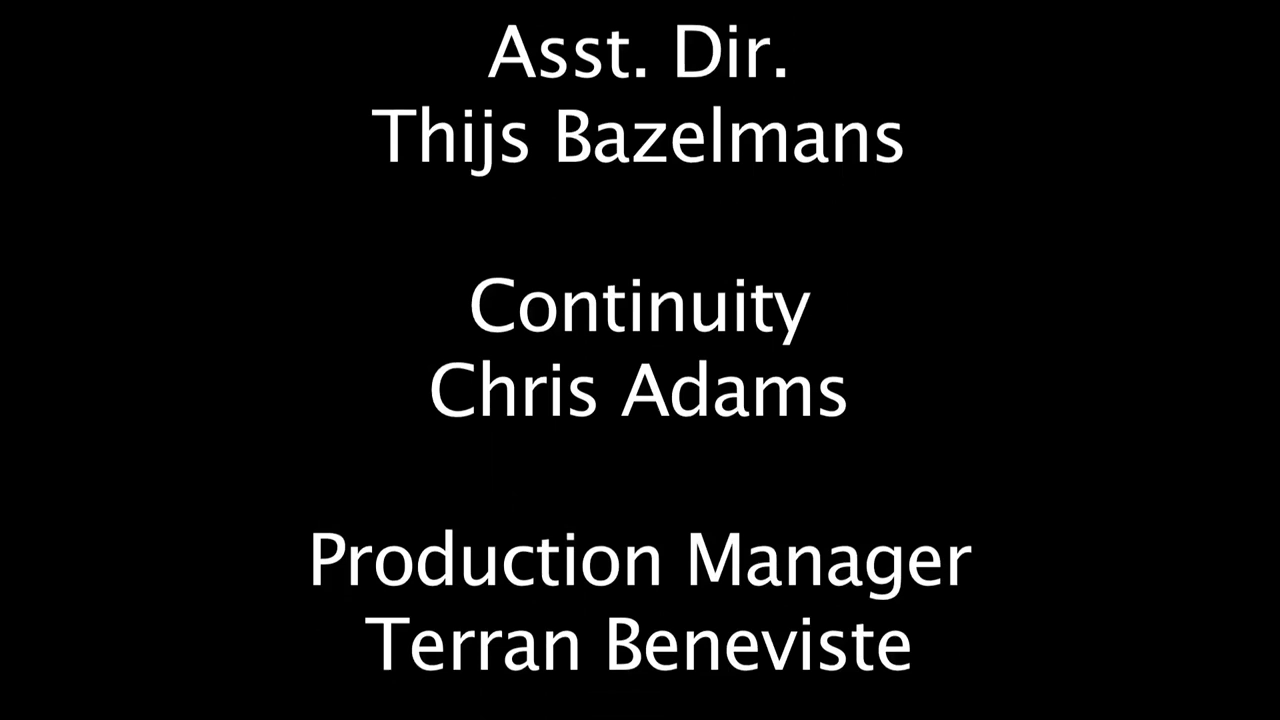 Asst. Dir.
Thijs Bazelmans
Continuity
Chris Adams
Production Manager
Terran Beneviste